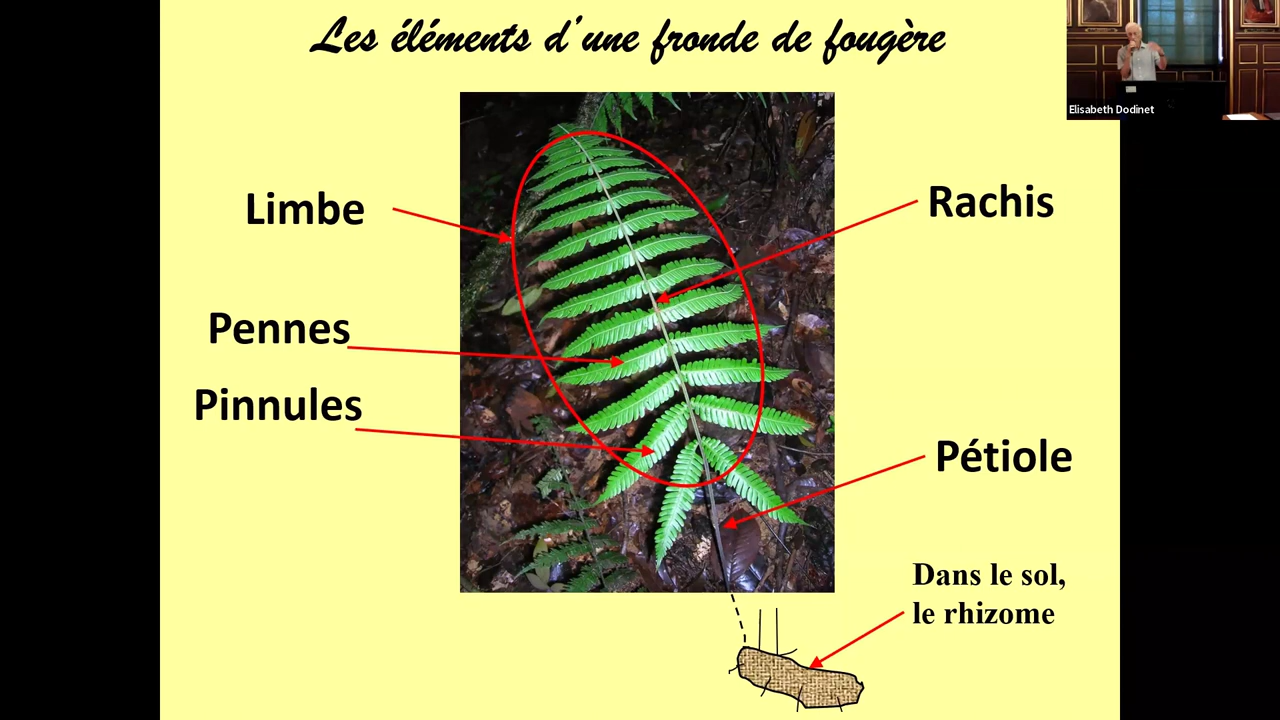 Les éléments d'une fronde de fougère
Elisabeth Dodinet
Limbe
Rachis
Pennes
Pinnules
Pétiole
Dans le sol,
le rhizome